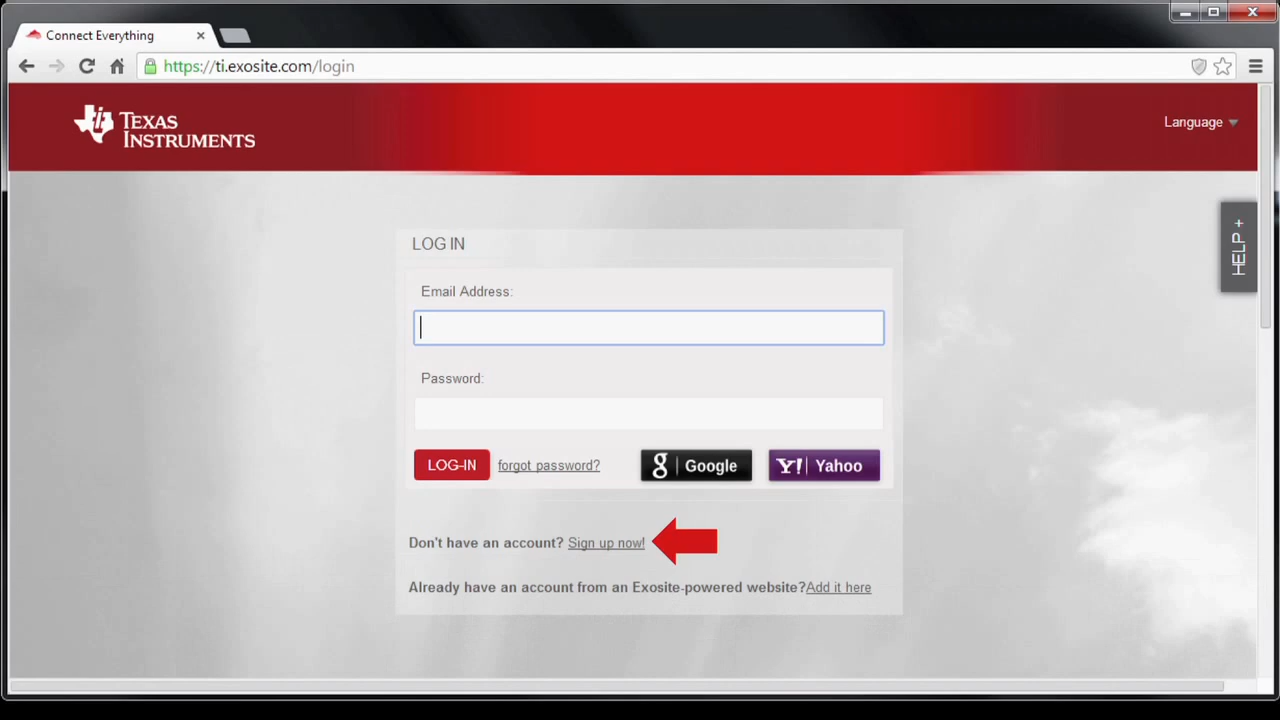 Connect Everything
https://ti.exosite.com/login
TEXAS
INSTRUMENTS
Language
HELP +
LOG IN
Email Address:
Password:
LOG-IN forgot password? g Google Y! Yahoo
Don't have an account? Sign up now!
Already have an account from an Exosite-powered website?Add it here